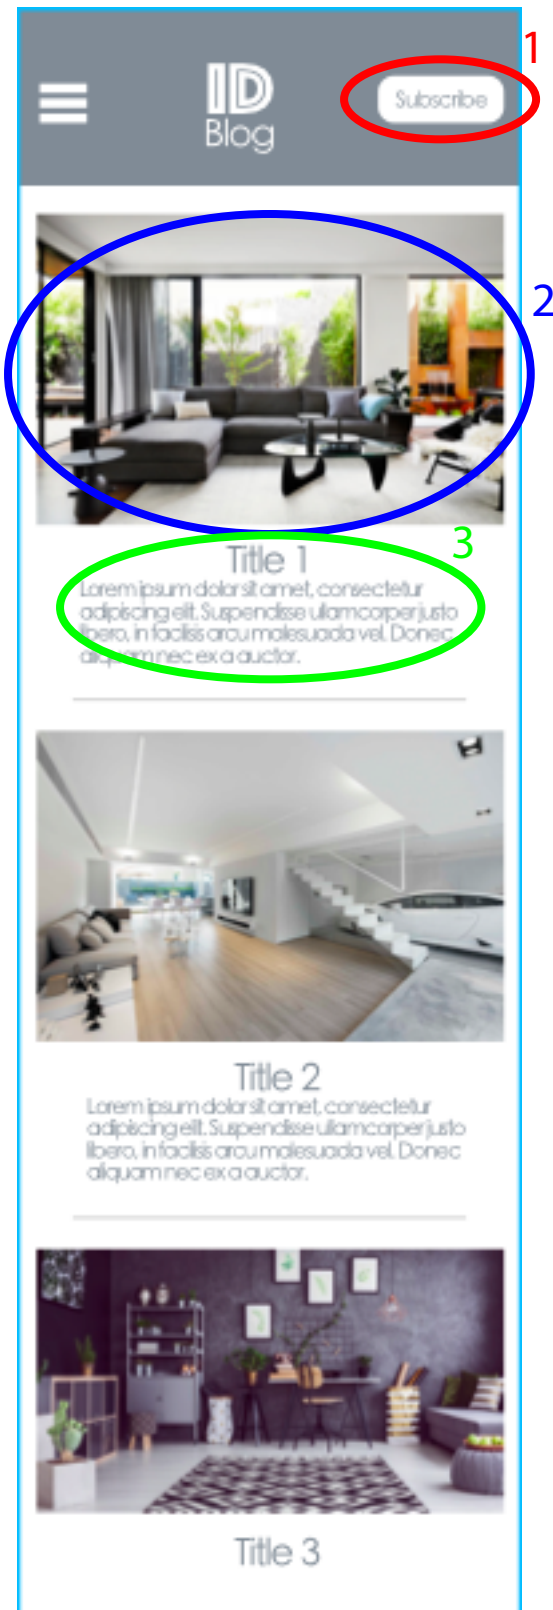 1
ID
Blog
Subscribe
2
3
Title 1
Lorem ipsum dolor sit amet, consectetur
adipiscing elit. Suspendisse ullamcorper justo
libero, in facilisis arcu malesuada vel. Donec
aliquam nec ex a auctor.
Title 2
Lorem ipsum dolor sit amet, consectetur
adipiscing elit. Suspendisse ullamcorper justo
libero, in facilisis arcu malesuada vel. Donec
aliquam nec ex a auctor.
Title 3